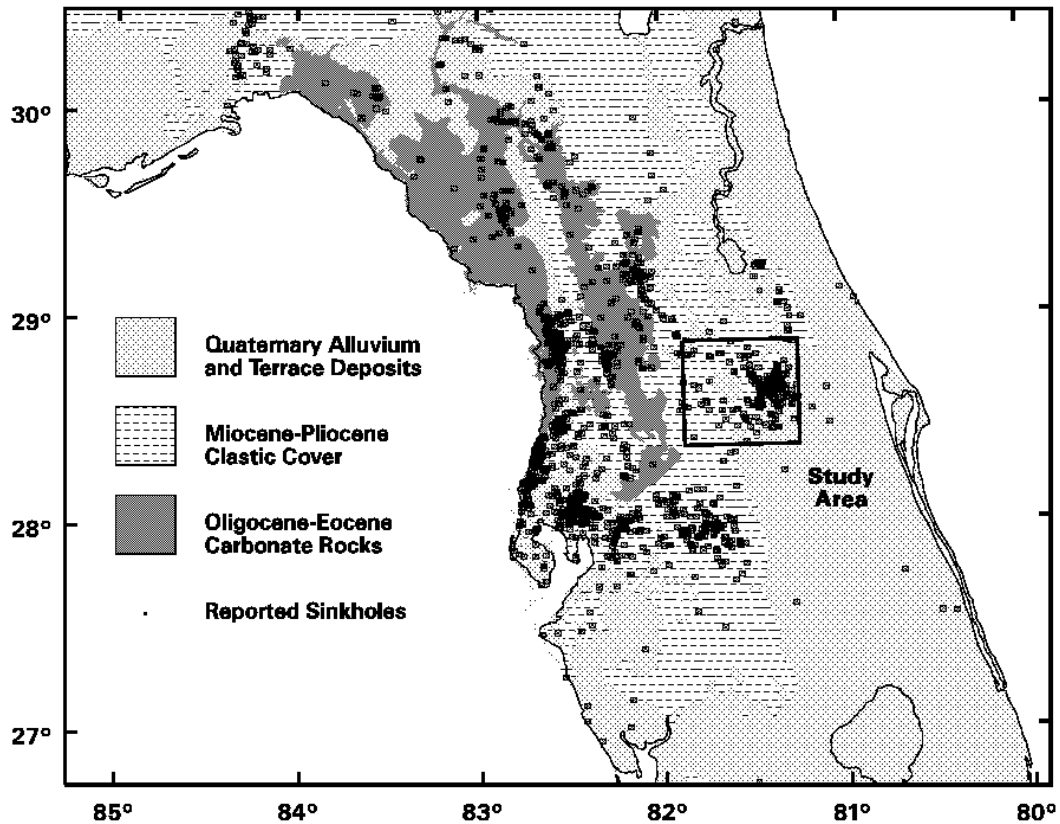 30°
29°
28°
27°
Quaternary Alluvium
and Terrace Deposits
Miocene-Pliocene
Clastic Cover
Oligocene-Eocene
Carbonate Rocks
Reported Sinkholes
Study
Area
85° 84° 83° 82° 81° 80°